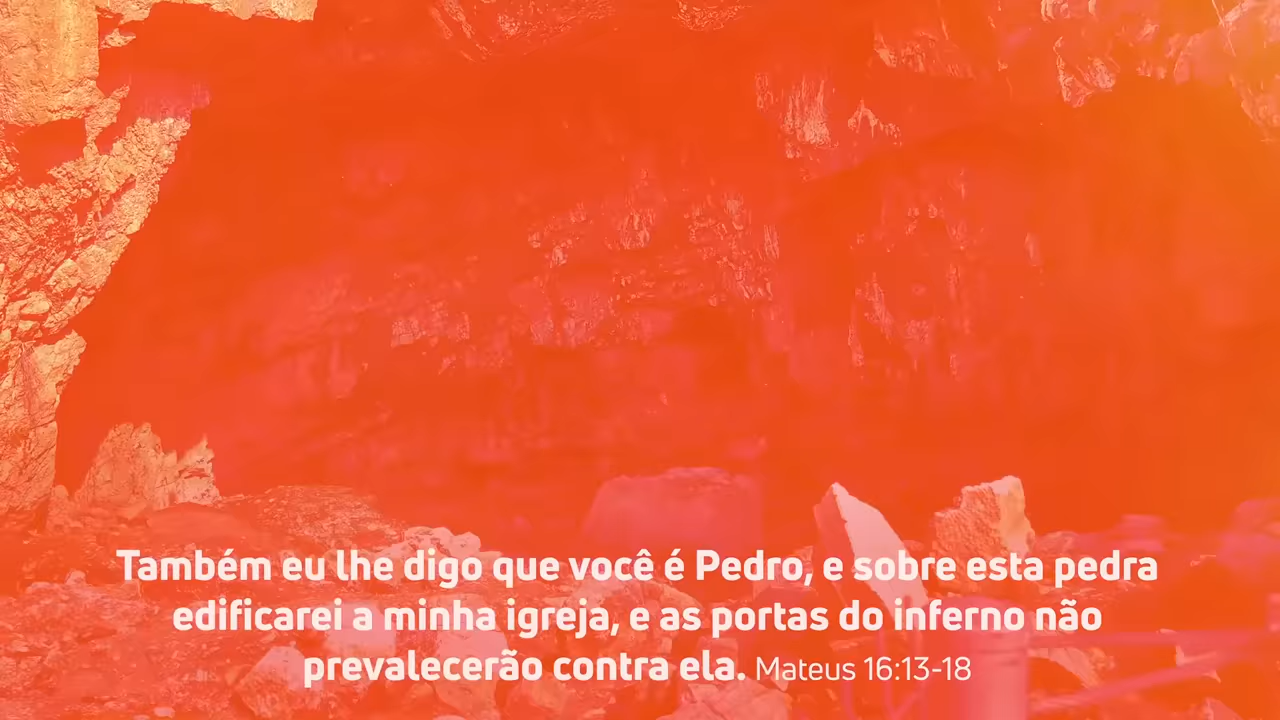 Também eu lhe digo que você é Pedro, e sobre esta pedra
edificarei a minha igreja, e as portas do inferno não
prevalecerão contra ela. Mateus 16:13-18